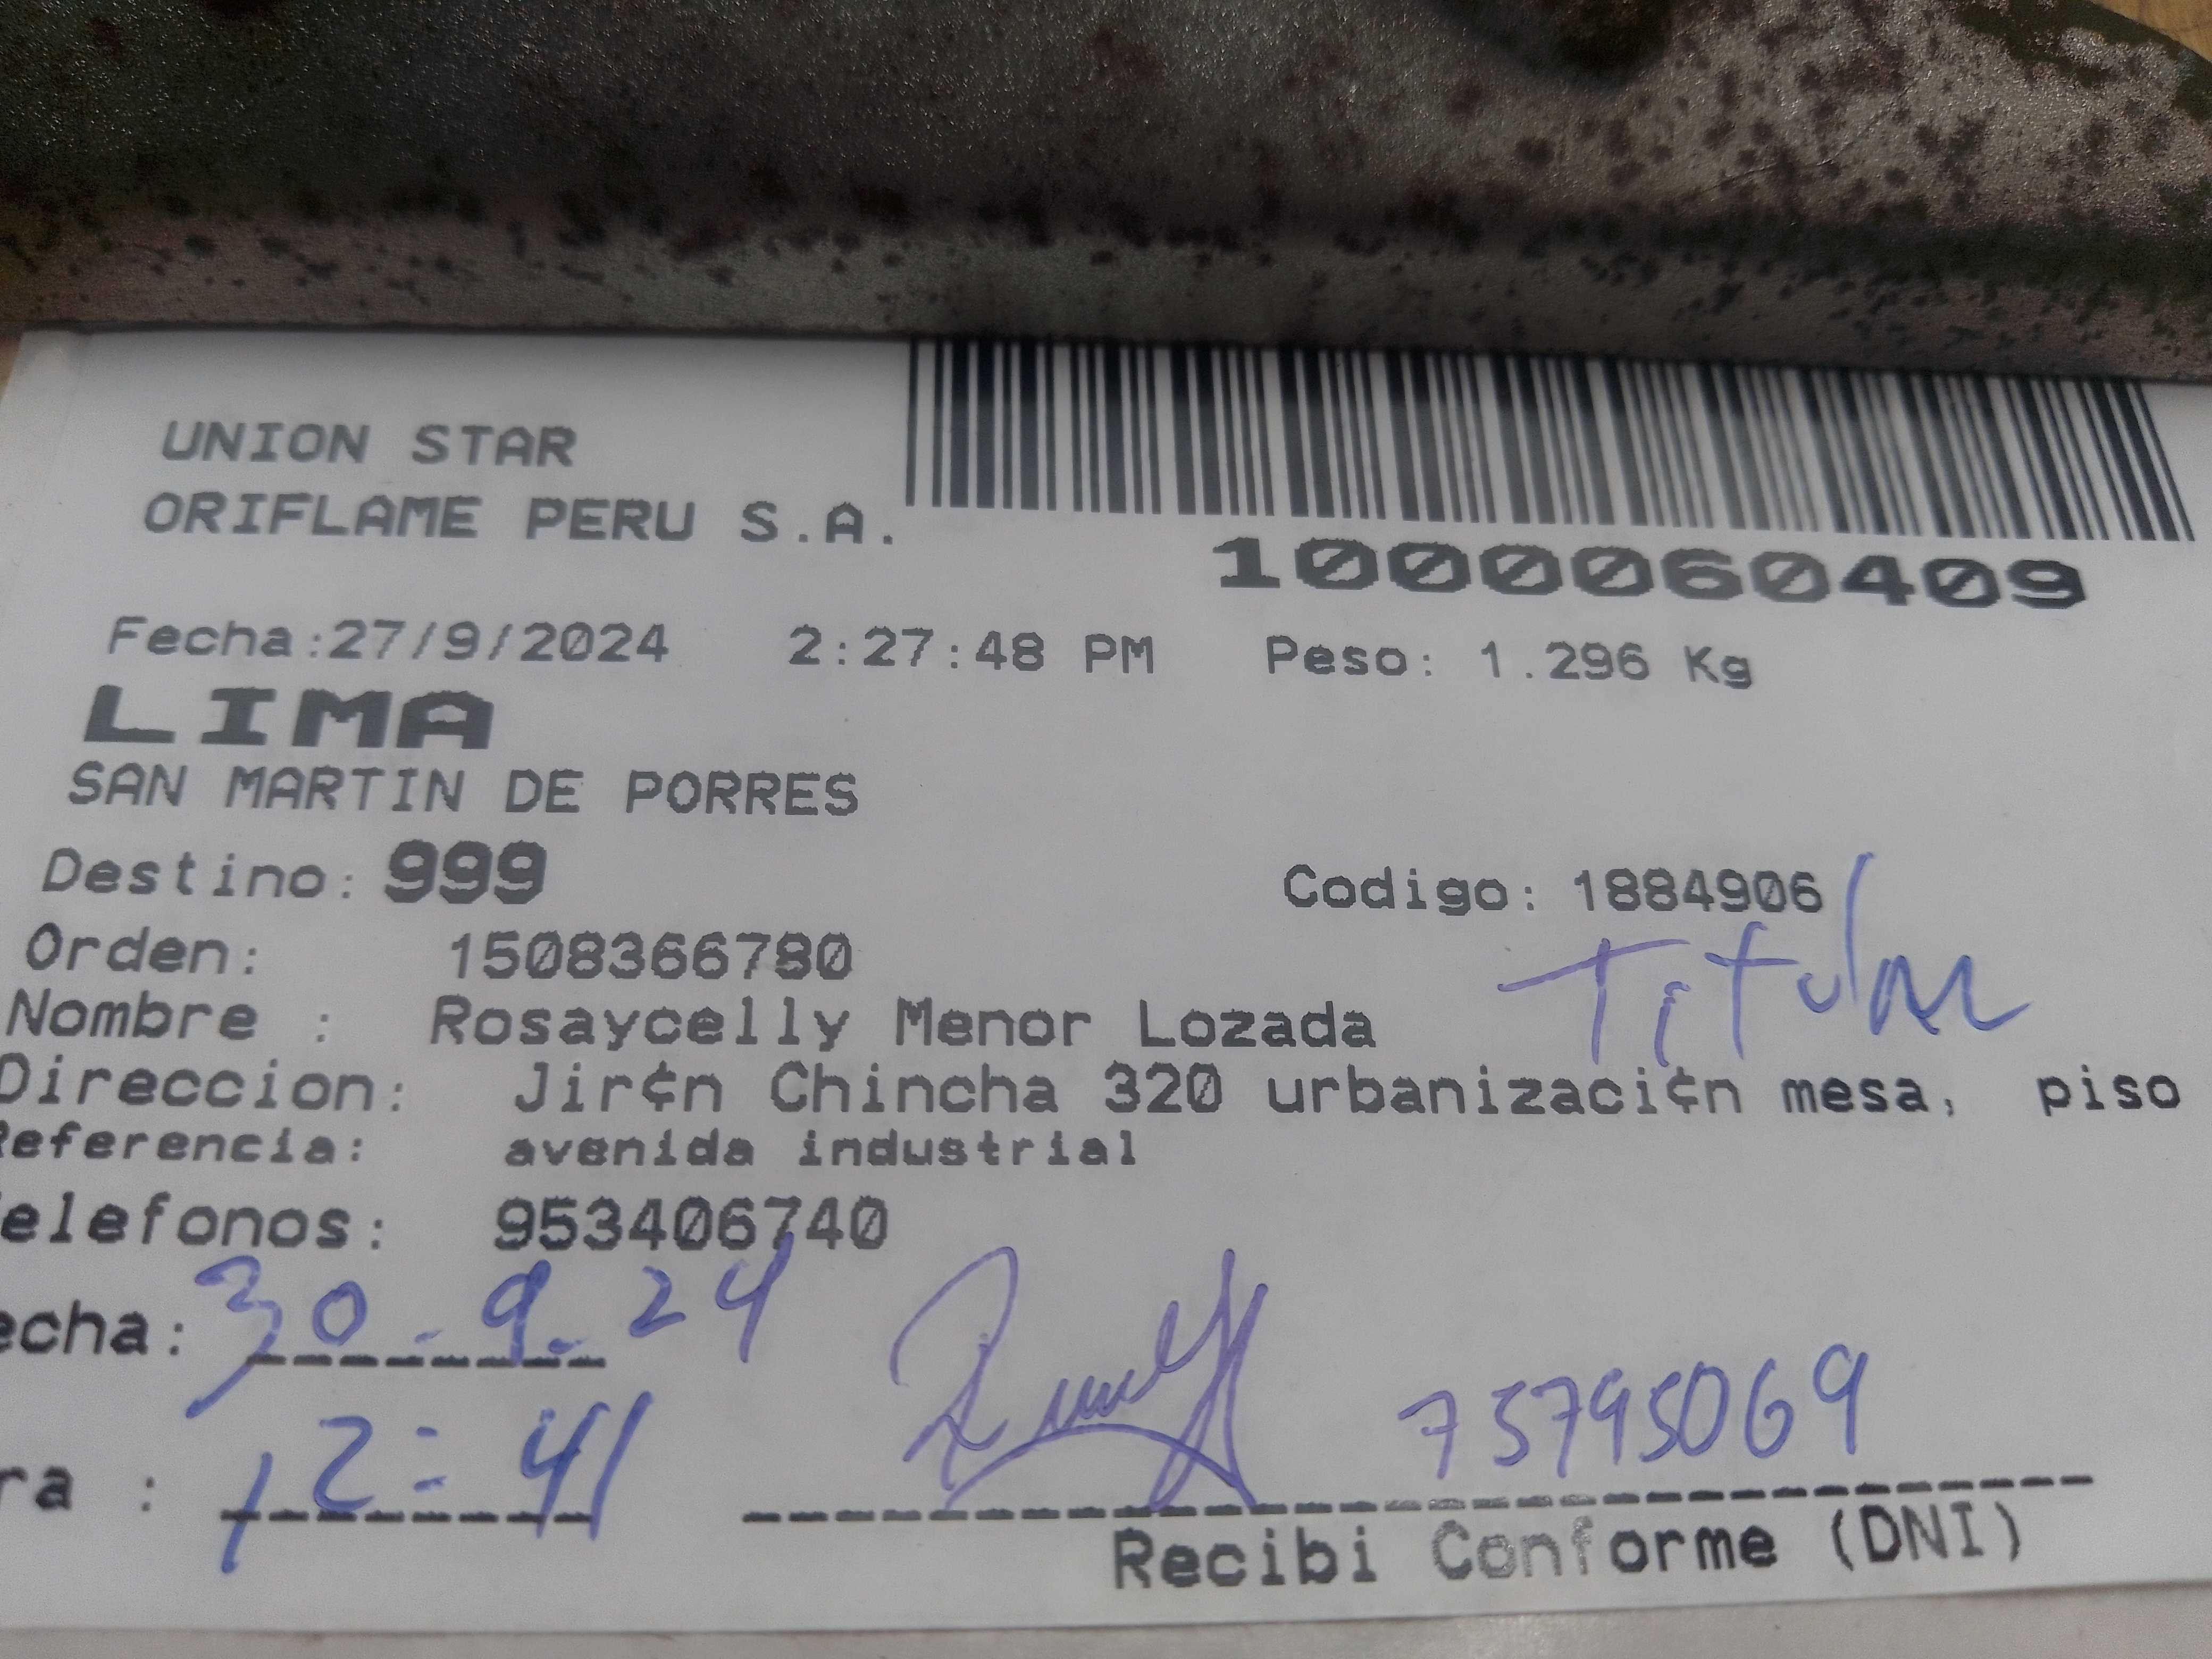 UNION STAR
ORIFLAME PERU S.A.
1000060409
Fecha:27/9/2024 2:27:48 PM Peso: 1.296 Kg
LIMA
SAN MARTIN DE PORRES
Destino: 999 Codigo: 1884906
Orden: 1508366780
Titular
Nombre : Rosaycelly Menor Lozada
Direccion: Jir¢n Chincha 320 urbanizaci¢n mesa, piso
Referencia: avenida industrial
elefonos: 953406740
echa: 30-9-24
ra : 12:41 75795069
Recibi Conforme (DNI)